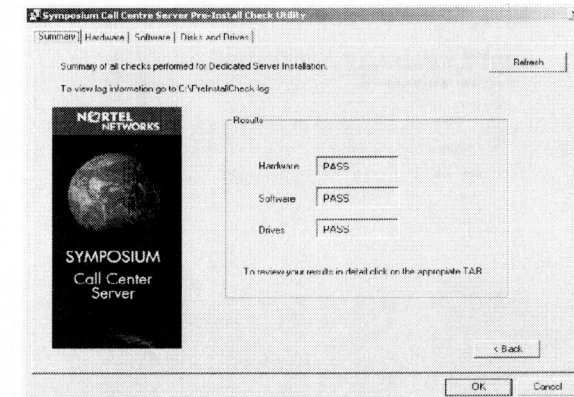 Symposium Call Centre Server Pre-Install Check Utility
Summary Hardware Software Disks and Drives
Summary of all checks performed for Dedicated Server Installation.
Refresh
To view log information go to C:\PreInstallCheck.log
NORTEL
NETWORKS
SYMPOSIUM
Call Center
Server
Results
Hardware PASS
Software PASS
Drives PASS
To review your results in detail click on the appropiate TAB
< Back
OK Cancel